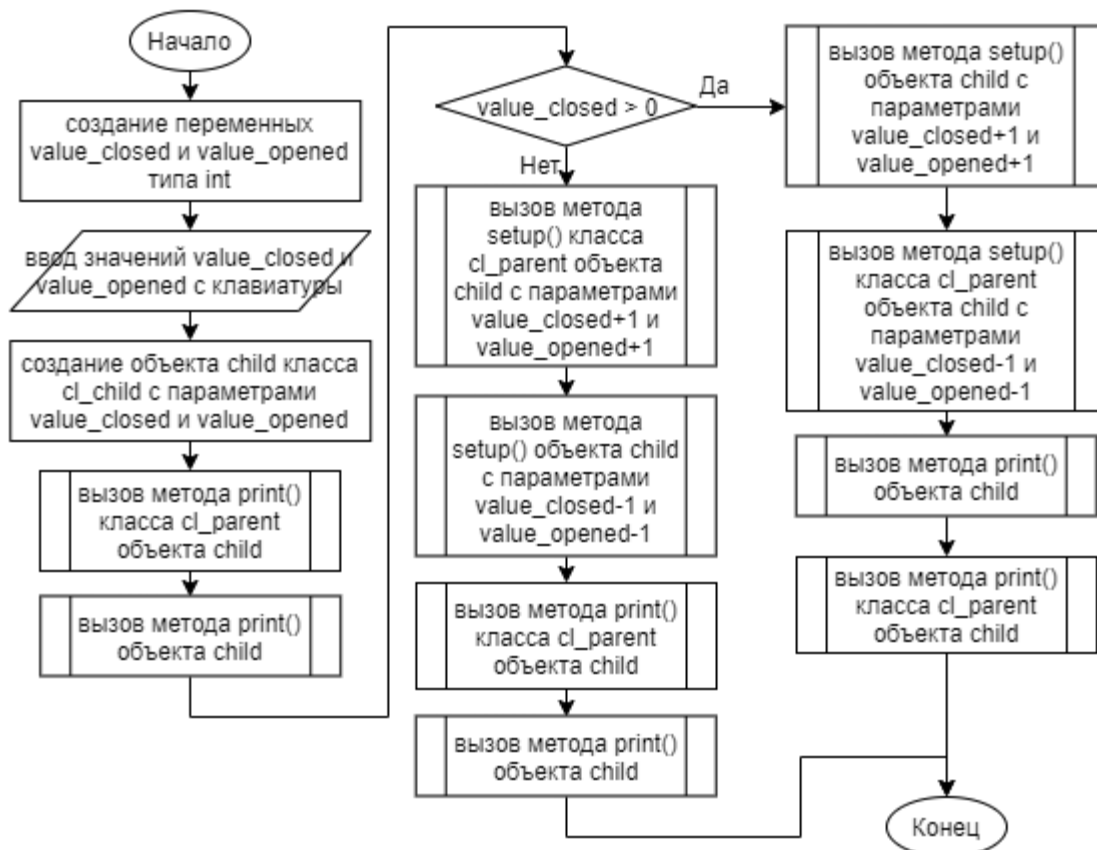 Начало
создание переменных
value_closed и value_opened
типа int
ввод значений value_closed и
value_opened с клавиатуры
создание объекта child класса
cl_child с параметрами
value_closed и value_opened
вызов метода print()
класса cl_parent
объекта child
вызов метода print()
объекта child
value_closed > 0
Да
Нет
вызов метода
setup() класса
cl_parent объекта
child с параметрами
value_closed+1 и
value_opened+1
вызов метода
setup() объекта child
с параметрами
value_closed-1 и
value_opened-1
вызов метода print()
класса cl_parent
объекта child
вызов метода print()
объекта child
вызов метода setup()
объекта child с
параметрами
value_closed+1 и
value_opened+1
вызов метода setup()
класса cl_parent
объекта child с
параметрами
value_closed-1 и
value_opened-1
вызов метода print()
объекта child
вызов метода print()
класса cl_parent
объекта child
Конец